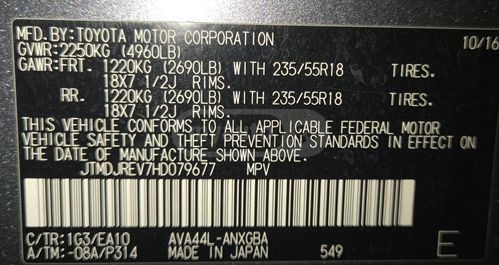 MFD.BY:TOYOTA MOTOR CORPORATION 10/16
GVWR:2250KG (4960LB)
GAWR:FRT. 1220KG (2690LB) WITH 235/55R18 TIRES.
18X7 1/2J RIMS.
RR. 1220KG (2690LB) WITH 235/55R18 TIRES.
18X7 1/2J RIMS.
THIS VEHICLE CONFORMS TO ALL APPLICABLE FEDERAL MOTOR
VEHICLE SAFETY AND THEFT PREVENTION STANDARDS IN EFFECT ON
THE DATE OF MANUFACTURE SHOWN ABOVE.
JTMDJREV7HD079677 MPV
C/TR:1G3/EA10 AVA44L-ANXGBA
A/TM:-08A/P314 MADE IN JAPAN 549 E